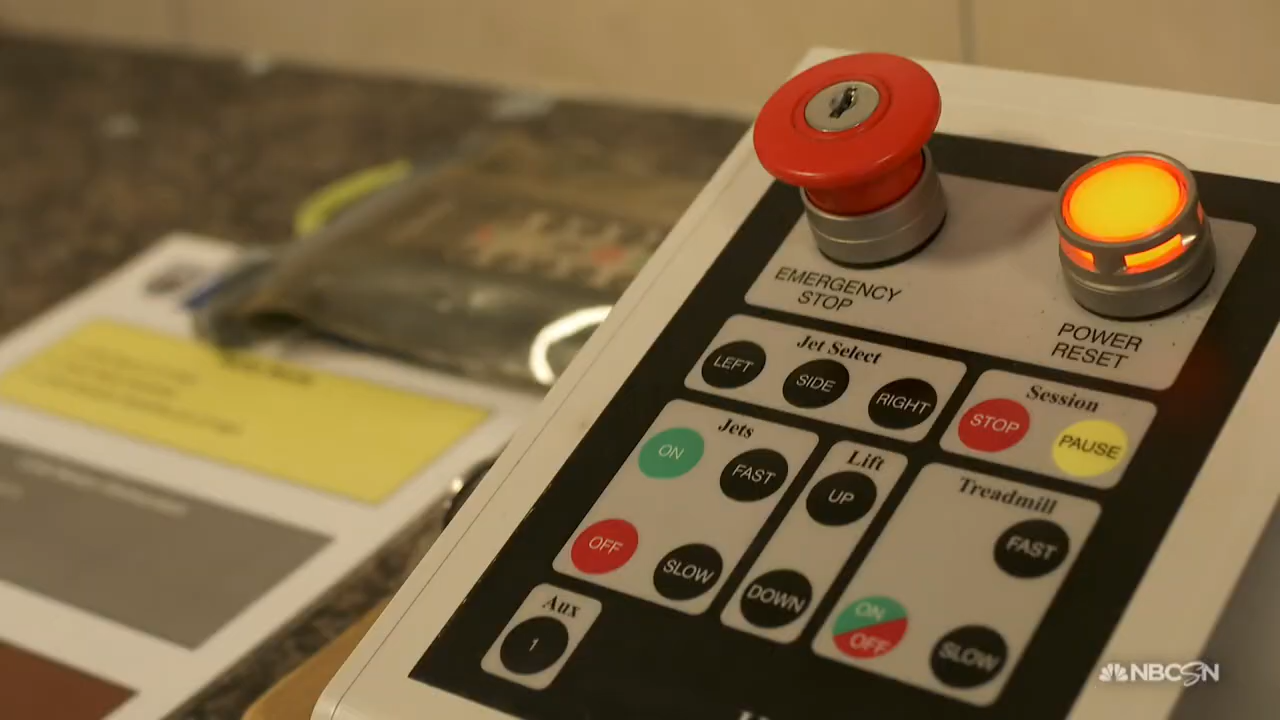 EMERGENCY
STOP
POWER
RESET
Jet Select
LEFT
SIDE
RIGHT
Session
STOP
PAUSE
Jets
ON
FAST
OFF
SLOW
Lift
UP
DOWN
Treadmill
FAST
ON
OFF
SLOW
Aux
1
NBCSN